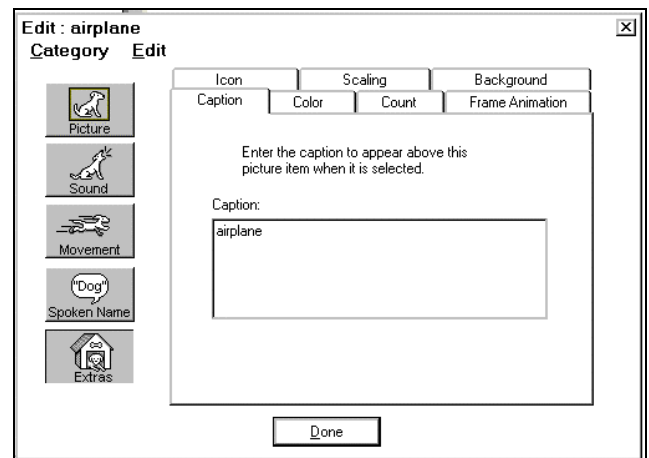 Edit : airplane
Category Edit
Icon Scaling Background
Caption Color Count Frame Animation
Picture
Sound
Movement
"Dog"
Spoken Name
Extras
Enter the caption to appear above this
picture item when it is selected.
Caption:
airplane
Done